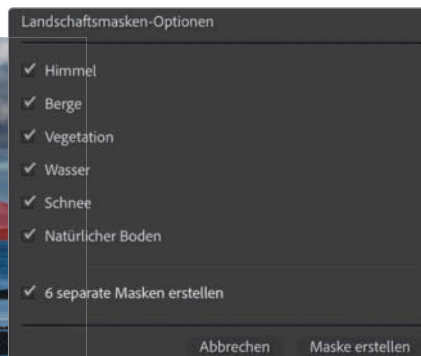 Landschaftsmasken-Optionen
Himmel
Berge
Vegetation
Wasser
Schnee
Natürlicher Boden
6 separate Masken erstellen
Abbrechen Maske erstellen